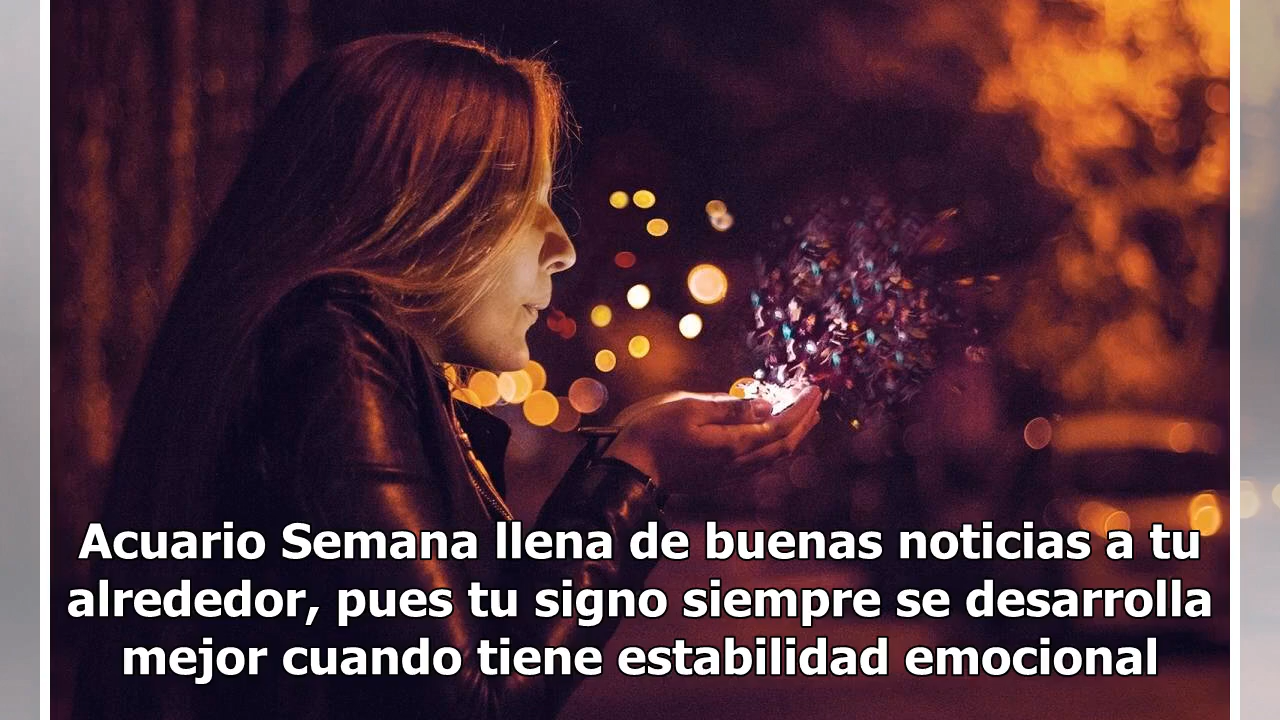 Acuario Semana llena de buenas noticias a tu
alrededor, pues tu signo siempre se desarrolla
mejor cuando tiene estabilidad emocional